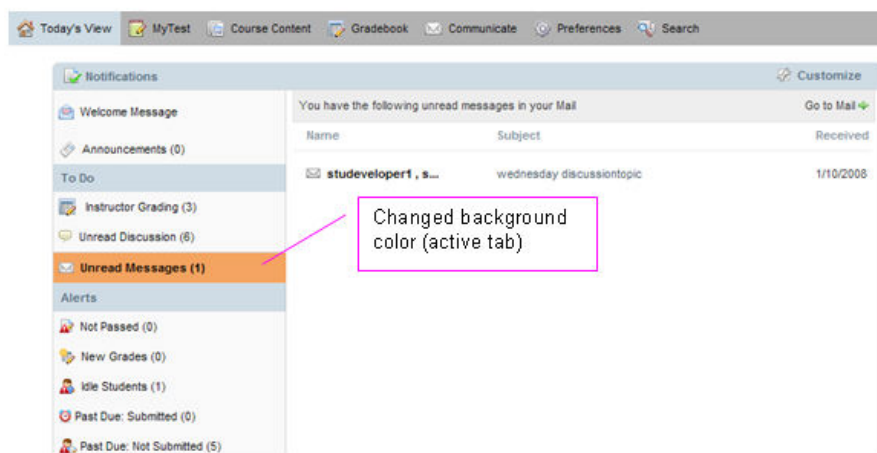 Today's View MyTest Course Content Gradebook Communicate Preferences Search
Notifications Customize
Welcome Message
Announcements (0)
To Do
Instructor Grading (3)
Unread Discussion (6)
Unread Messages (1)
Alerts
Not Passed (0)
New Grades (0)
Idle Students (1)
Past Due: Submitted (0)
Past Due: Not Submitted (5)
You have the following unread messages in your Mail Go to Mail
Name Subject Received
studeveloper1 , s... wednesday discussiontopic 1/10/2008
Changed background
color (active tab)